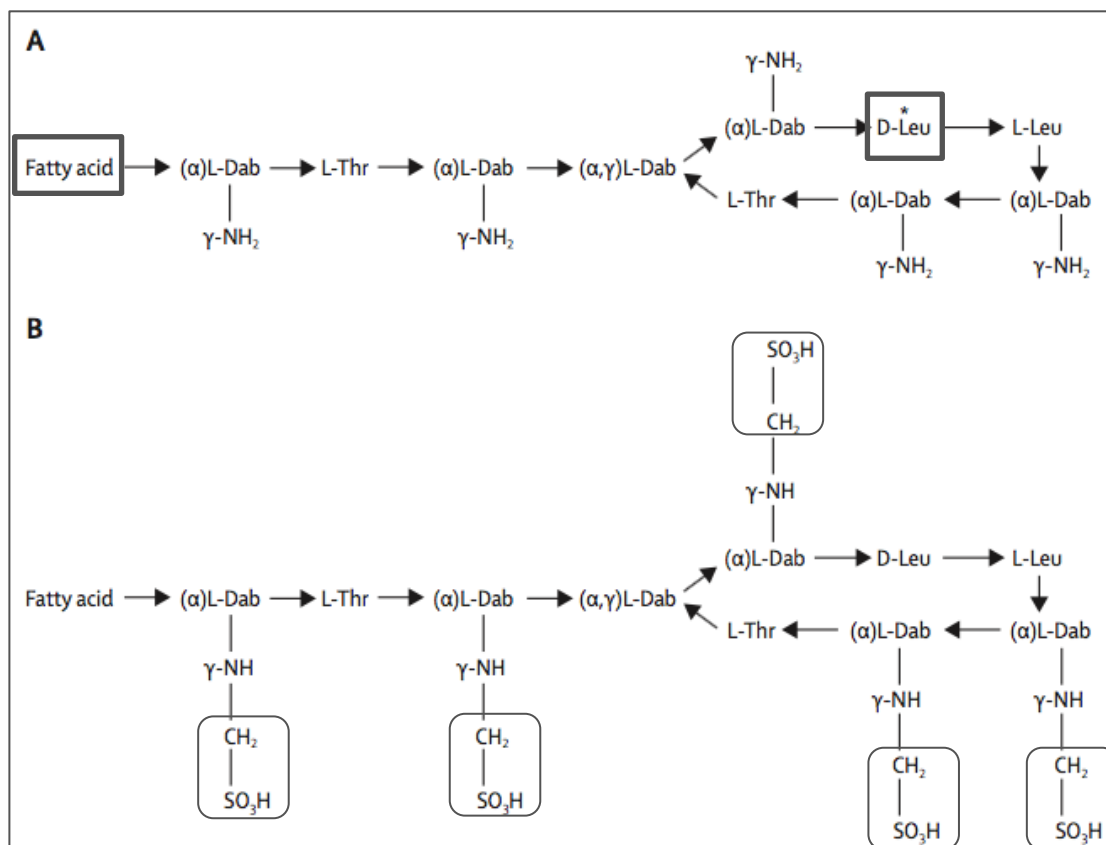 A
γ-NH₂
(α)L-Dab
D-Leu
*
L-Leu
Fatty acid
(α)L-Dab
L-Thr
(α)L-Dab
(α,γ)L-Dab
L-Thr
(α)L-Dab
(α)L-Dab
γ-NH₂
γ-NH₂
γ-NH₂
γ-NH₂
B
SO₃H
CH₂
γ-NH
(α)L-Dab
D-Leu
L-Leu
Fatty acid
(α)L-Dab
L-Thr
(α)L-Dab
(α,γ)L-Dab
L-Thr
(α)L-Dab
(α)L-Dab
γ-NH
γ-NH
γ-NH
γ-NH
CH₂
CH₂
CH₂
CH₂
SO₃H
SO₃H
SO₃H
SO₃H